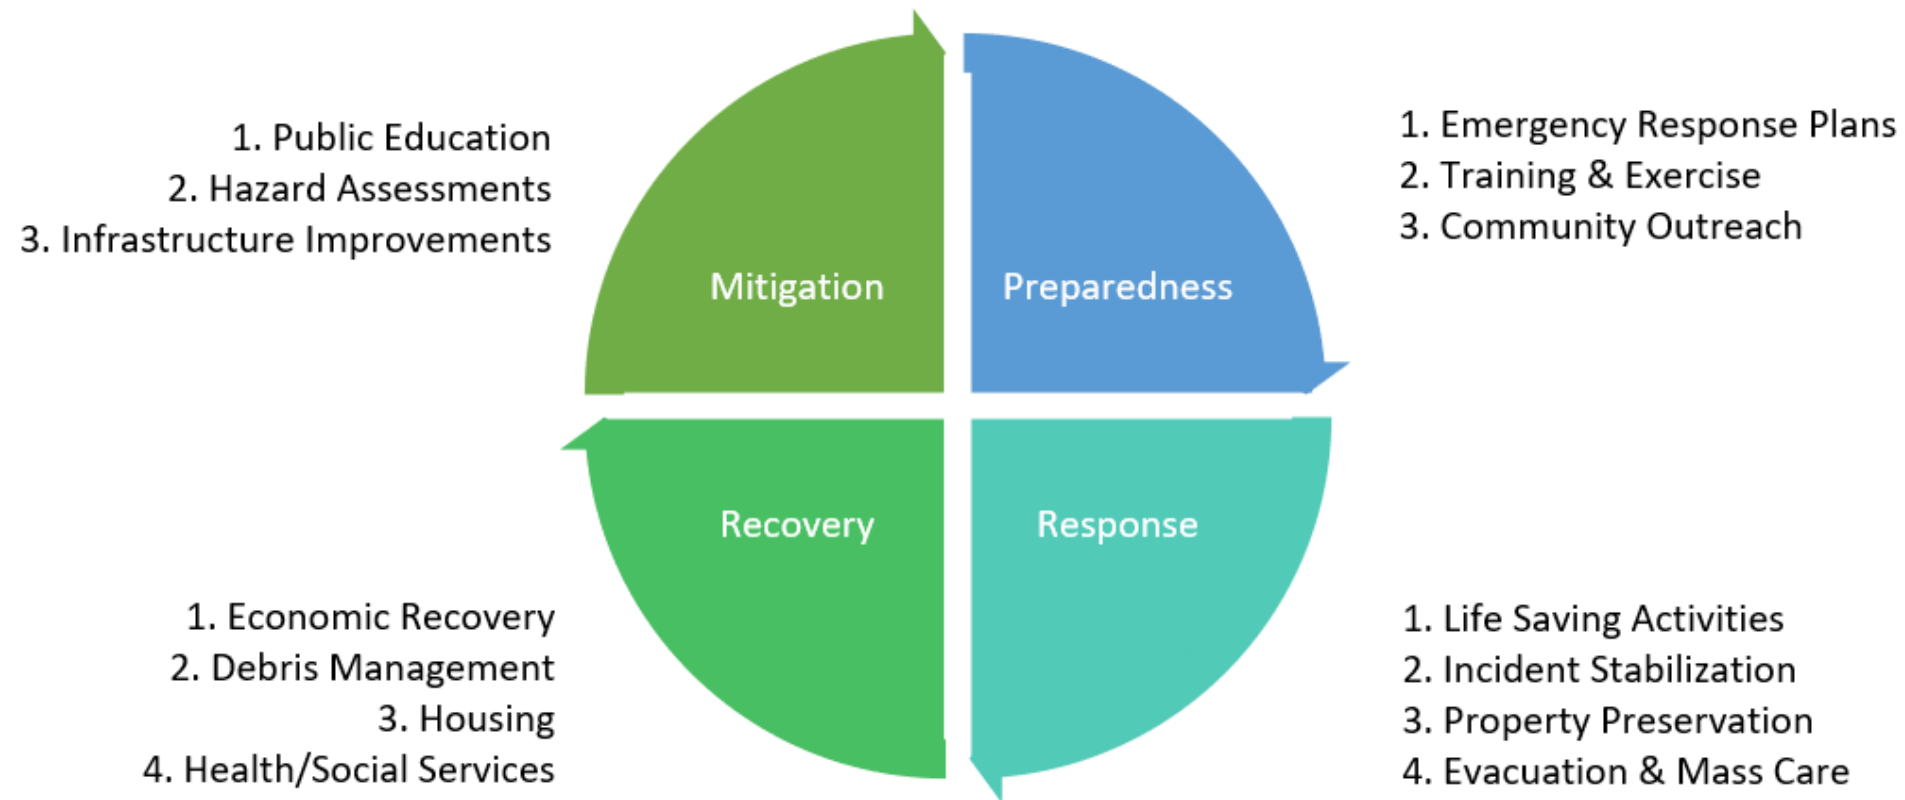 1. Public Education
2. Hazard Assessments
3. Infrastructure Improvements
Mitigation
Preparedness
1. Emergency Response Plans
2. Training & Exercise
3. Community Outreach
Recovery
Response
1. Economic Recovery
2. Debris Management
3. Housing
4. Health/Social Services
1. Life Saving Activities
2. Incident Stabilization
3. Property Preservation
4. Evacuation & Mass Care